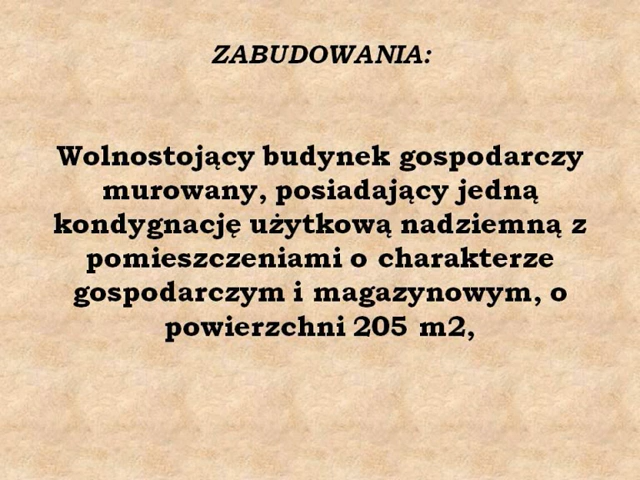 ZABUDOWANIA:
Wolnostojący budynek gospodarczy
murowany, posiadający jedną
kondygnację użytkową nadziemną z
pomieszczeniami o charakterze
gospodarczym i magazynowym, o
powierzchni 205 m2,